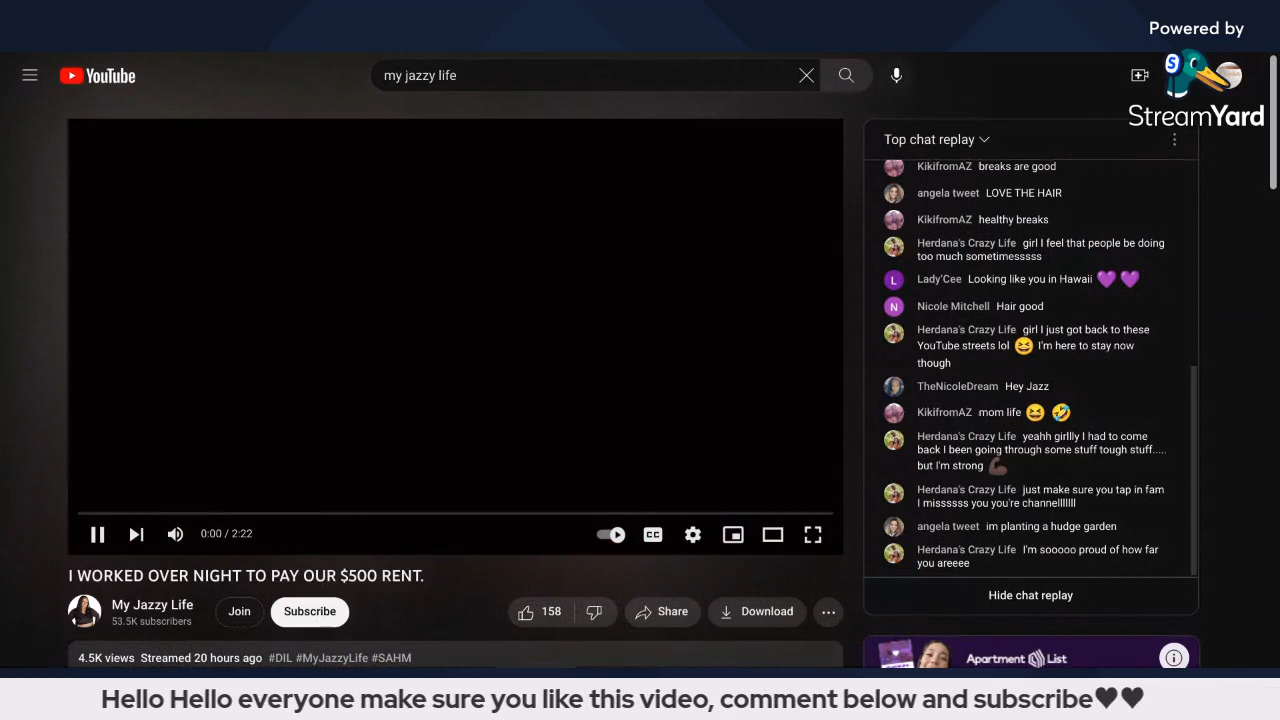 Powered by
StreamYard
YouTube
my jazzy life
Top chat replay
KikifromAZ breaks are good
angela tweet LOVE THE HAIR
KikifromAZ healthy breaks
Herdana's Crazy Life girl I feel that people be doing
too much sometimesssss
L
Lady'Cee Looking like you in Hawaii 💜 💜
N
Nicole Mitchell Hair good
Herdana's Crazy Life girl I just got back to these
YouTube streets lol 😆 I'm here to stay now
though
TheNicoleDream Hey Jazz
KikifromAZ mom life 😆 🤣
Herdana's Crazy Life yeahh girllly I had to come
back I been going through some stuff tough stuff.....
but I'm strong 💪🏿
Herdana's Crazy Life just make sure you tap in fam
I missssss you you're channelllllll
angela tweet im planting a hudge garden
Herdana's Crazy Life I'm sooooo proud of how far
you areeee
Hide chat replay
0:00 / 2:22
CC
I WORKED OVER NIGHT TO PAY OUR $500 RENT.
My Jazzy Life
53.5K subscribers
Join
Subscribe
158
Share
Download
4.5K views Streamed 20 hours ago #DIL #MyJazzyLife #SAHM
Apartment List
Hello Hello everyone make sure you like this video, comment below and subscribe♥♥